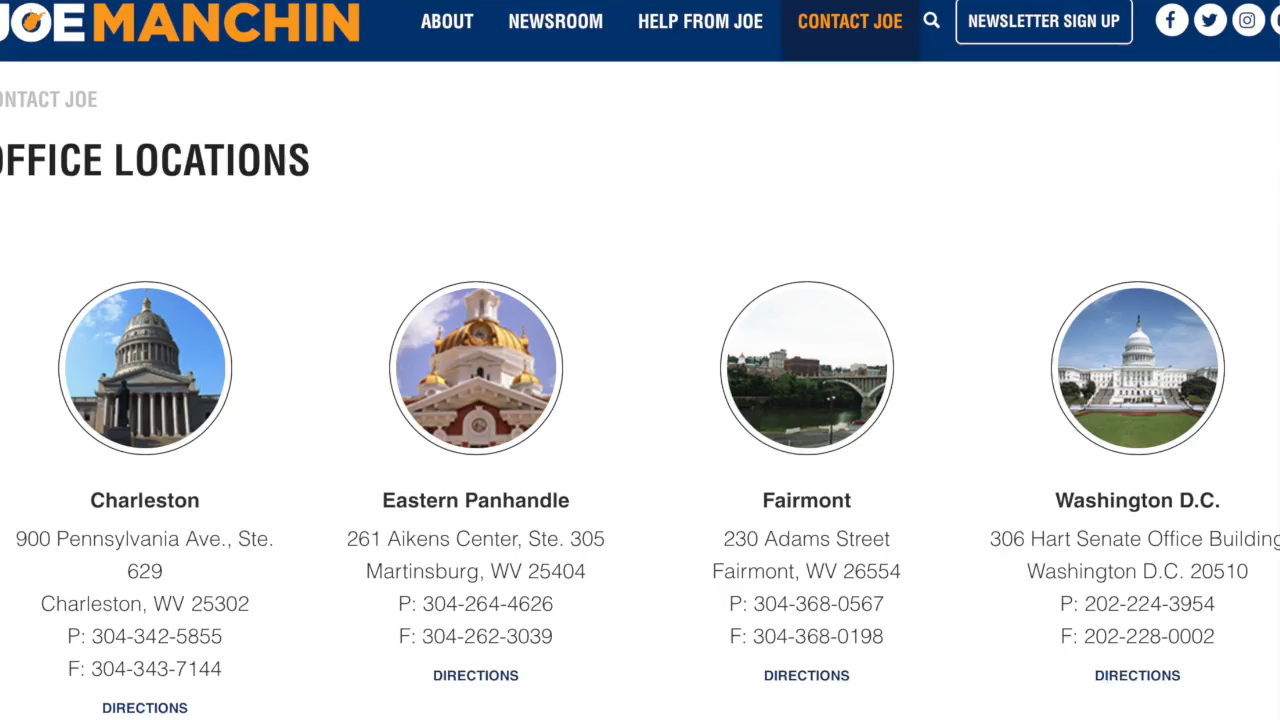 JOE MANCHIN
ABOUT
NEWSROOM
HELP FROM JOE
CONTACT JOE
NEWSLETTER SIGN UP
ONTACT JOE
OFFICE LOCATIONS
Charleston
900 Pennsylvania Ave., Ste.
629
Charleston, WV 25302
P: 304-342-5855
F: 304-343-7144
DIRECTIONS
Eastern Panhandle
261 Aikens Center, Ste. 305
Martinsburg, WV 25404
P: 304-264-4626
F: 304-262-3039
DIRECTIONS
Fairmont
230 Adams Street
Fairmont, WV 26554
P: 304-368-0567
F: 304-368-0198
DIRECTIONS
Washington D.C.
306 Hart Senate Office Building
Washington D.C. 20510
P: 202-224-3954
F: 202-228-0002
DIRECTIONS